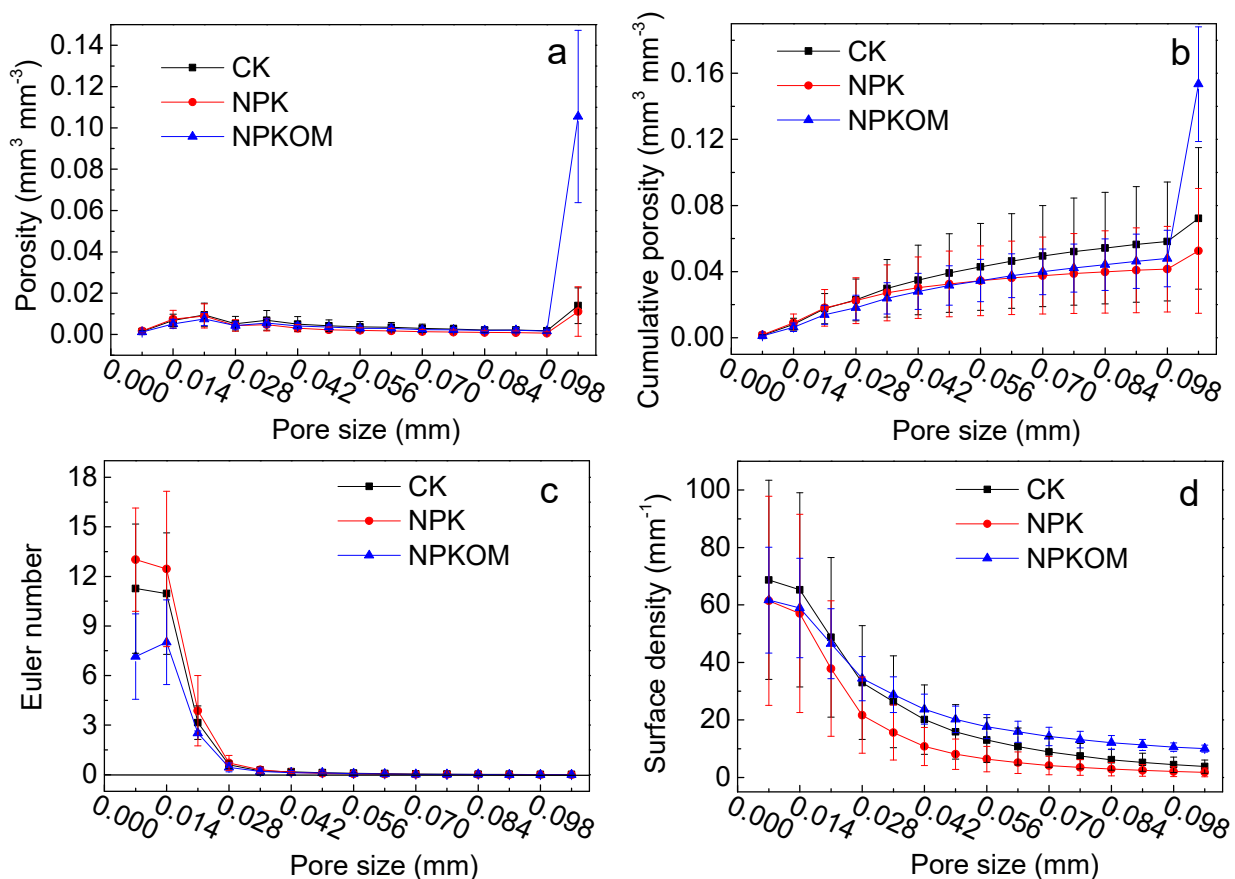 a
CK
NPK
NPKOM
0.14
0.12
0.10
0.08
0.06
0.04
0.02
0.00
Porosity (mm³ mm⁻³)
0.000 0.014 0.028 0.042 0.056 0.070 0.084 0.098
Pore size (mm)
b
CK
NPK
NPKOM
0.16
0.12
0.08
0.04
0.00
Cumulative porosity (mm³ mm⁻³)
0.000 0.014 0.028 0.042 0.056 0.070 0.084 0.098
Pore size (mm)
c
CK
NPK
NPKOM
18
15
12
9
6
3
0
Euler number
0.000 0.014 0.028 0.042 0.056 0.070 0.084 0.098
Pore size (mm)
d
CK
NPK
NPKOM
100
80
60
40
20
0
Surface density (mm⁻¹)
0.000 0.014 0.028 0.042 0.056 0.070 0.084 0.098
Pore size (mm)